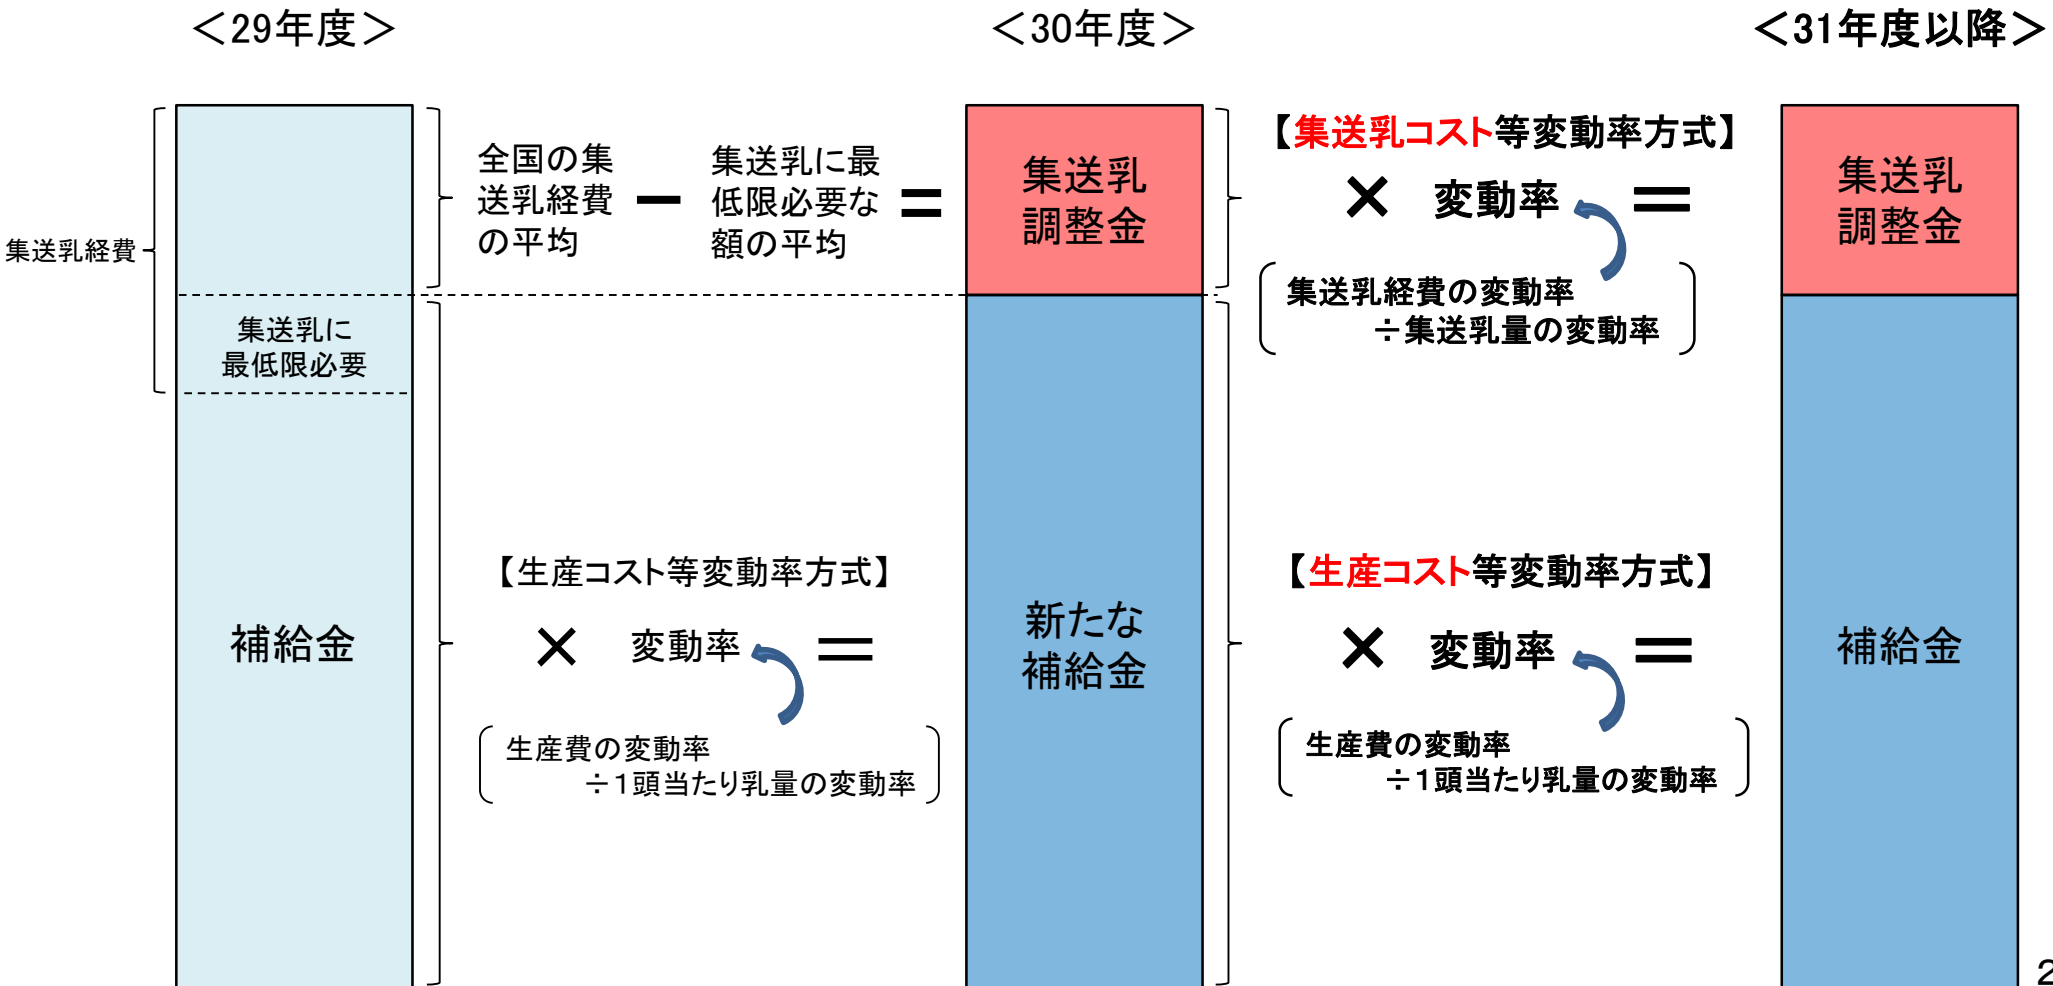 ＜29年度＞
＜30年度＞
＜31年度以降＞
集送乳経費
集送乳に
最低限必要
補給金
全国の集
送乳経費
の平均
－
集送乳に最
低限必要な
額の平均
＝
集送乳
調整金
【集送乳コスト等変動率方式】
× 変動率 ＝
集送乳経費の変動率
÷集送乳量の変動率
集送乳
調整金
【生産コスト等変動率方式】
× 変動率 ＝
生産費の変動率
÷1頭当たり乳量の変動率
新たな
補給金
【生産コスト等変動率方式】
× 変動率 ＝
生産費の変動率
÷1頭当たり乳量の変動率
補給金
2